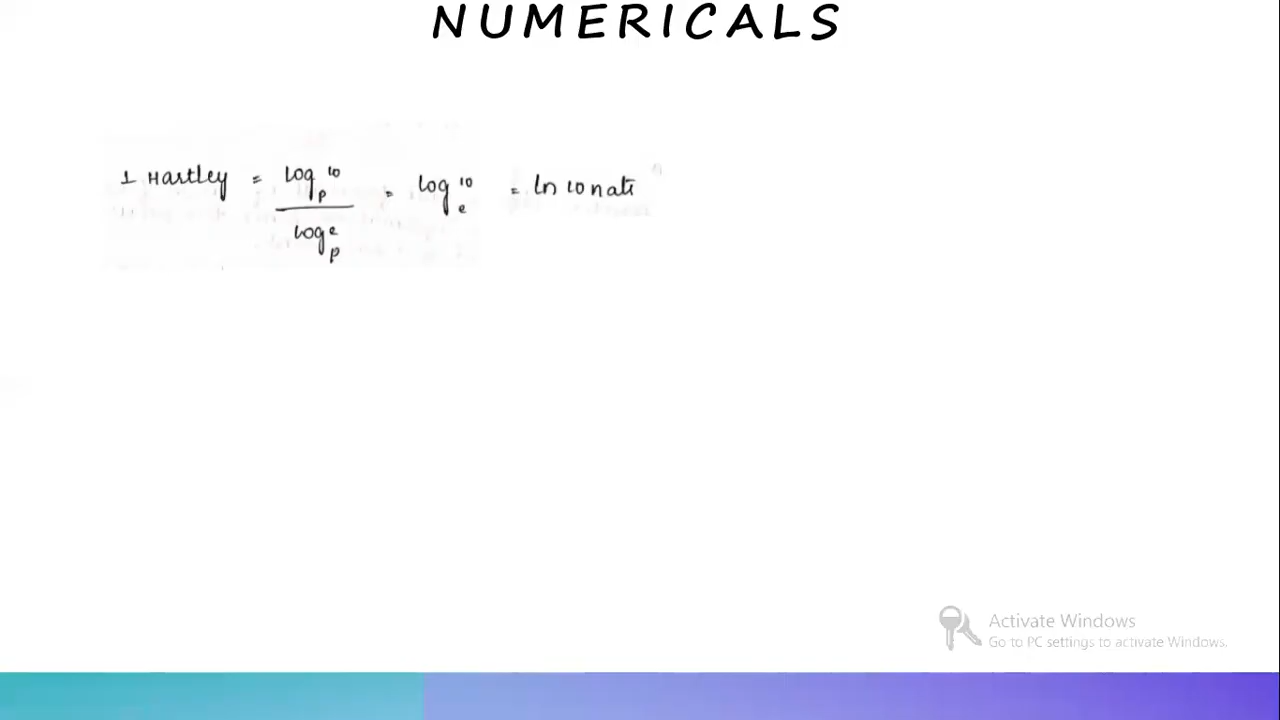 NUMERICALS
1 Hartley = log_p 10 / log_p e = log_e 10 = ln 10 nats
Activate Windows
Go to PC settings to activate Windows.